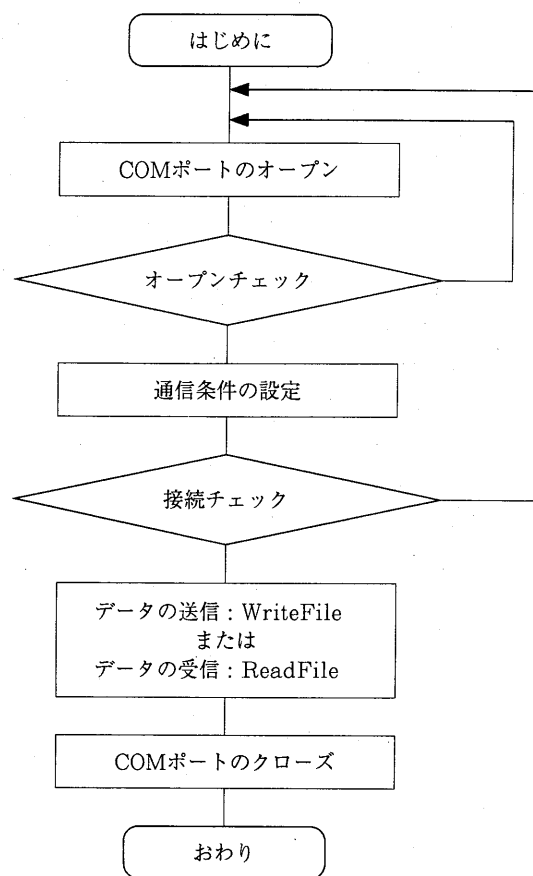 はじめに
COMポートのオープン
オープンチェック
通信条件の設定
接続チェック
データの送信：WriteFile
または
データの受信：ReadFile
COMポートのクローズ
おわり